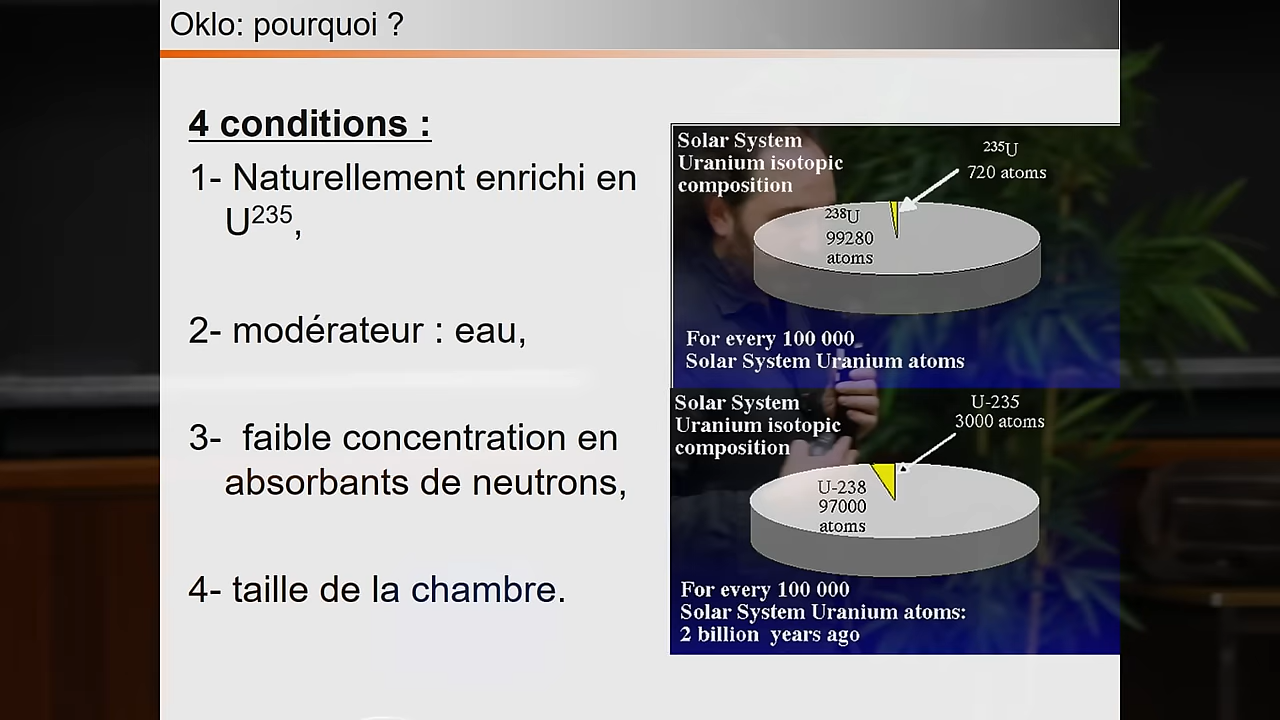 Oklo: pourquoi ?
4 conditions :
1- Naturellement enrichi en
U²³⁵,
2- modérateur : eau,
3-  faible concentration en
absorbants de neutrons,
4- taille de la chambre.
Solar System
Uranium isotopic
composition
²³⁵U
720 atoms
²³⁸U
99280
atoms
For every 100 000
Solar System Uranium atoms
Solar System
Uranium isotopic
composition
U-235
3000 atoms
U-238
97000
atoms
For every 100 000
Solar System Uranium atoms:
2 billion  years ago